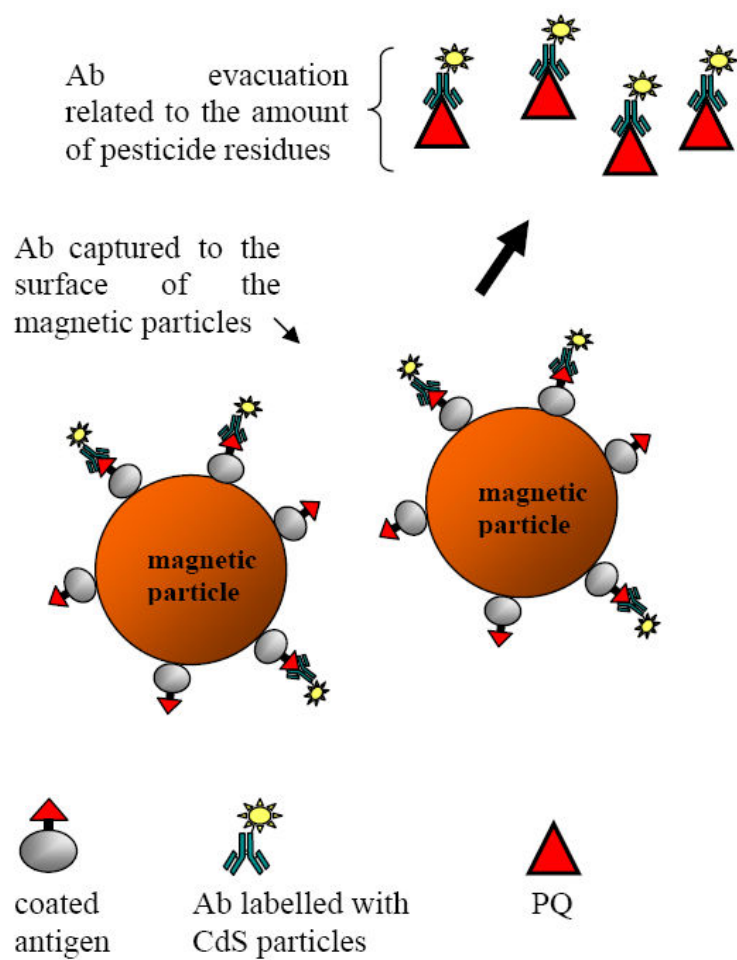 Ab evacuation
related to the amount
of pesticide residues
Ab captured to the
surface of the
magnetic particles
magnetic
particle
magnetic
particle
coated
antigen
Ab labelled with
CdS particles
PQ